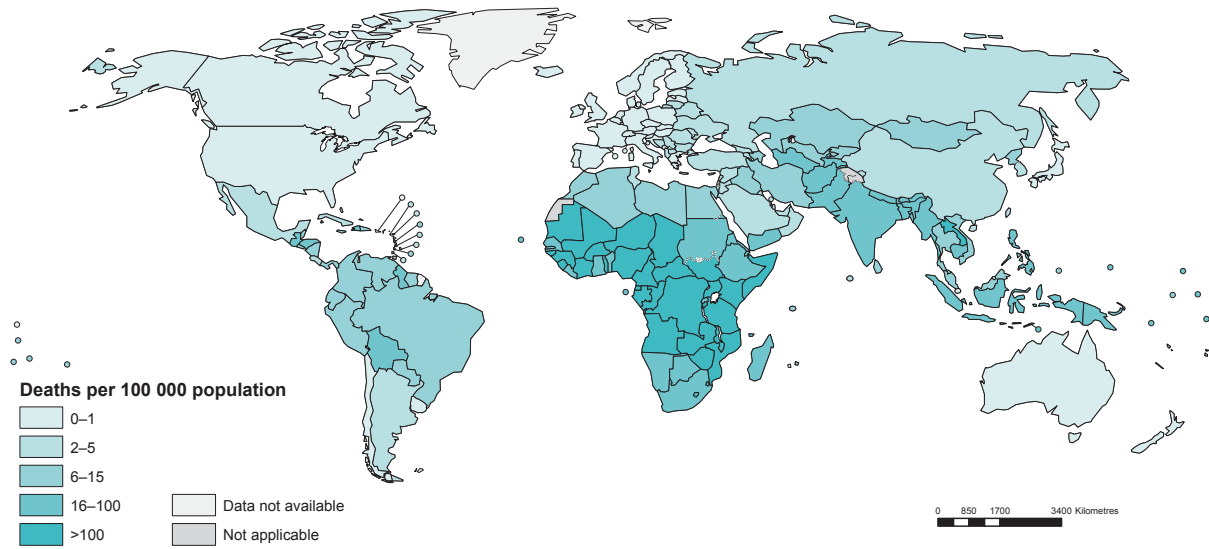 Deaths per 100 000 population
0–1
2–5
6–15
16–100
>100
Data not available
Not applicable
0 850 1700 3400 Kilometres